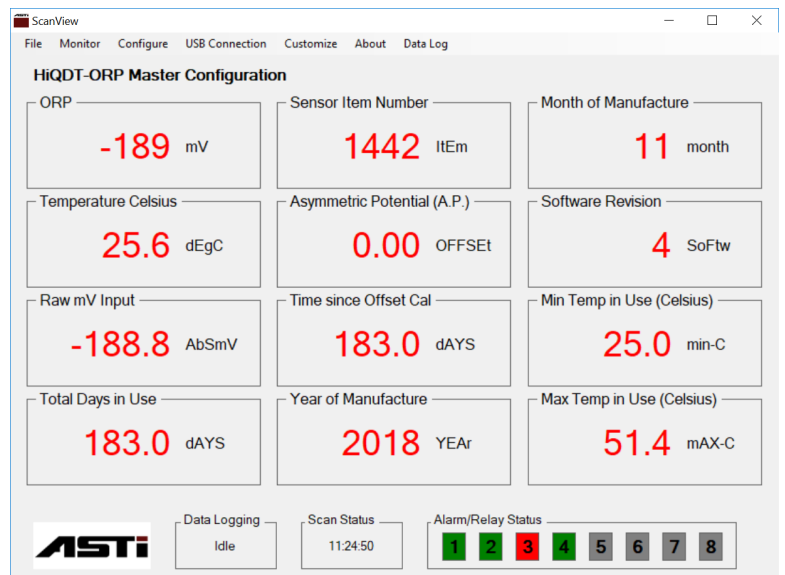 ScanView
File Monitor Configure USB Connection Customize About Data Log
HiQDT-ORP Master Configuration
ORP
-189 mV
Sensor Item Number
1442 ItEm
Month of Manufacture
11 month
Temperature Celsius
25.6 dEgC
Asymmetric Potential (A.P.)
0.00 OFFSEt
Software Revision
4 SoFtw
Raw mV Input
-188.8 AbSmV
Time since Offset Cal
183.0 dAYS
Min Temp in Use (Celsius)
25.0 min-C
Total Days in Use
183.0 dAYS
Year of Manufacture
2018 YEAr
Max Temp in Use (Celsius)
51.4 mAX-C
ASTi
Data Logging
Idle
Scan Status
11:24:50
Alarm/Relay Status
1 2 3 4 5 6 7 8